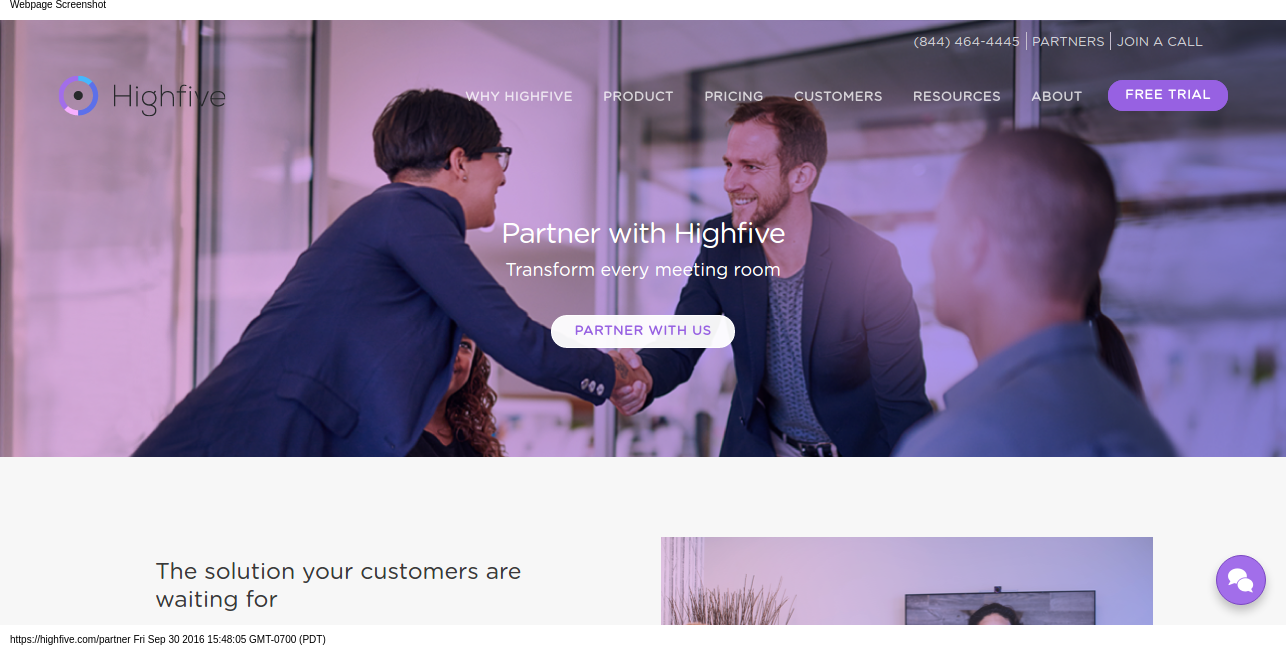 Webpage Screenshot
(844) 464-4445 PARTNERS JOIN A CALL
Highfive
WHY HIGHFIVE PRODUCT PRICING CUSTOMERS RESOURCES ABOUT FREE TRIAL
Partner with Highfive
Transform every meeting room
PARTNER WITH US
The solution your customers are
waiting for
https://highfive.com/partner Fri Sep 30 2016 15:48:05 GMT-0700 (PDT)